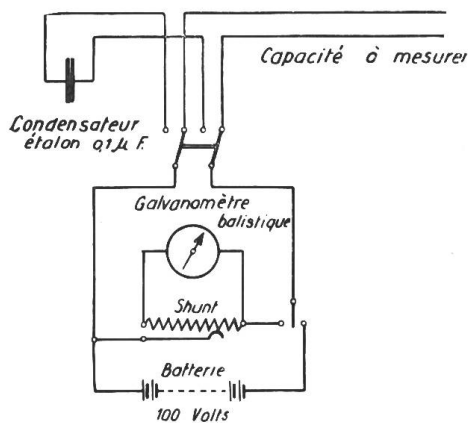 Capacité à mesurer
Condensateur
étalon 0,1 µ F.
Galvanomètre
balistique
Shunt
Batterie
100 Volts